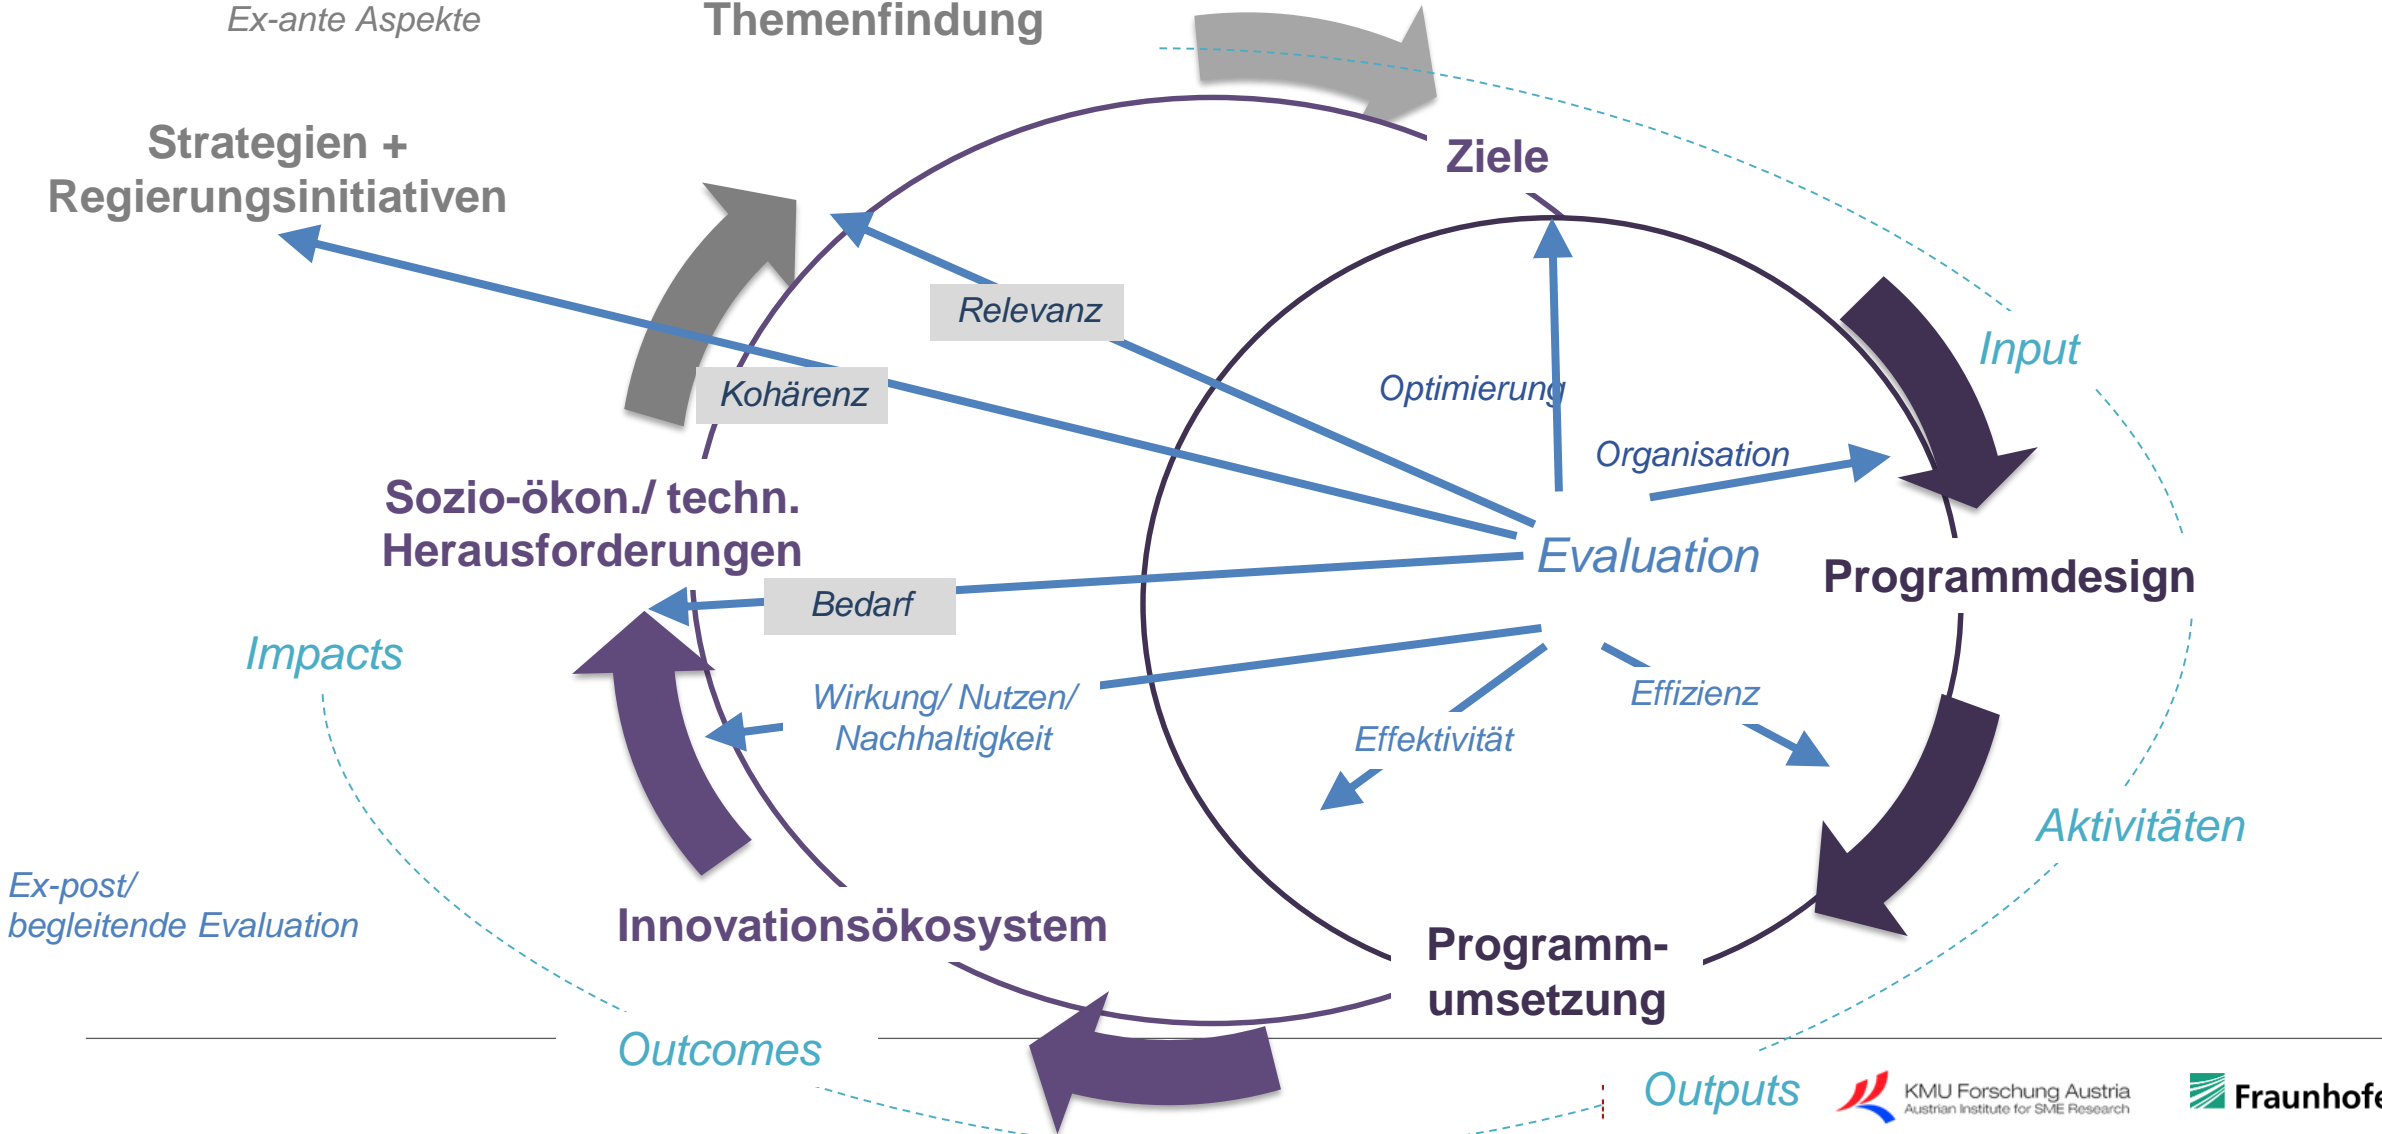 Ex-ante Aspekte
Themenfindung
Strategien +
Regierungsinitiativen
Ziele
Relevanz
Input
Optimierung
Kohärenz
Organisation
Sozio-ökon./ techn.
Herausforderungen
Evaluation
Programmdesign
Bedarf
Impacts
Wirkung/ Nutzen/
Nachhaltigkeit
Effizienz
Effektivität
Aktivitäten
Ex-post/
begleitende Evaluation
Innovationsökosystem
Programm-
umsetzung
Outcomes
Outputs
KMU Forschung Austria
Austrian Institute for SME Research
Fraunhofe